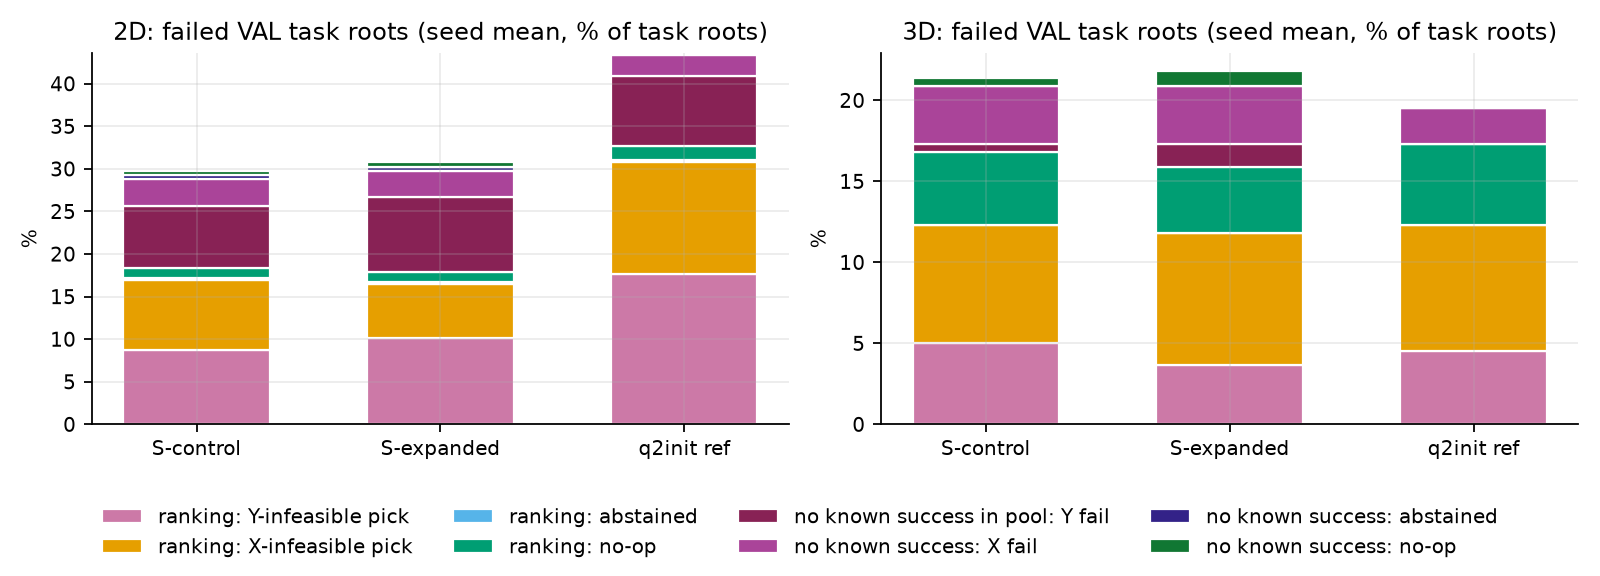 2D: failed VAL task roots (seed mean, % of task roots)
%
40
35
30
25
20
15
10
5
0
S-control
S-expanded
q2init ref
3D: failed VAL task roots (seed mean, % of task roots)
%
20
15
10
5
0
S-control
S-expanded
q2init ref
ranking: Y-infeasible pick
ranking: X-infeasible pick
ranking: abstained
ranking: no-op
no known success in pool: Y fail
no known success: X fail
no known success: abstained
no known success: no-op